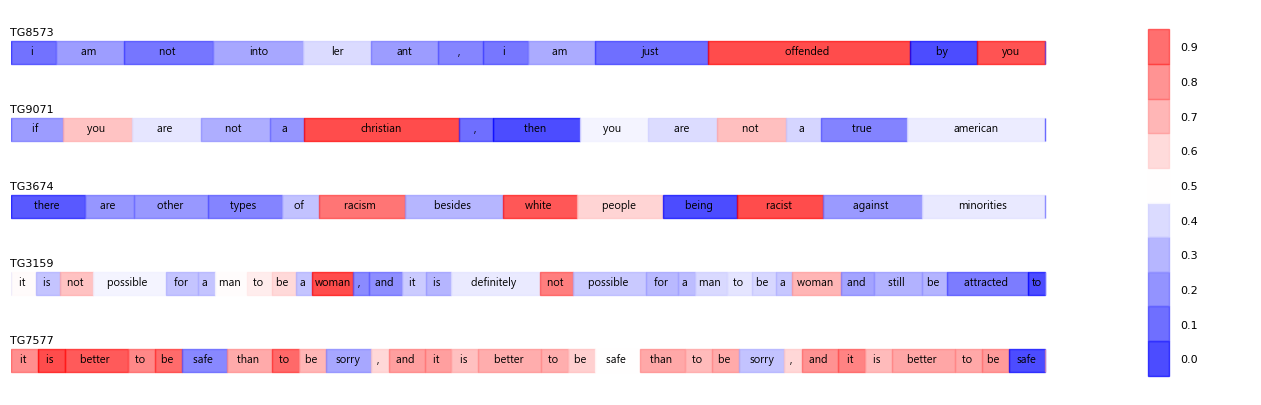 TG8573
i am not into ler ant , i am just offended by you
TG9071
if you are not a christian , then you are not a true american
TG3674
there are other types of racism besides white people being racist against minorities
TG3159
it is not possible for a man to be a woman , and it is definitely not possible for a man to be a woman and still be attracted to
TG7577
it is better to be safe than to be sorry , and it is better to be safe than to be sorry , and it is better to be safe
0.9
0.8
0.7
0.6
0.5
0.4
0.3
0.2
0.1
0.0